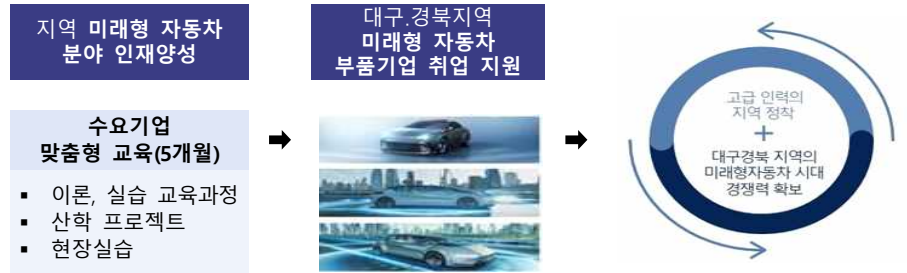 지역 미래형 자동차
분야 인재양성
수요기업
맞춤형 교육(5개월)
▪ 이론, 실습 교육과정
▪ 산학 프로젝트
▪ 현장실습
대구.경북지역
미래형 자동차
부품기업 취업 지원
고급 인력의
지역 정착
+
대구경북 지역의
미래형자동차 시대
경쟁력 확보